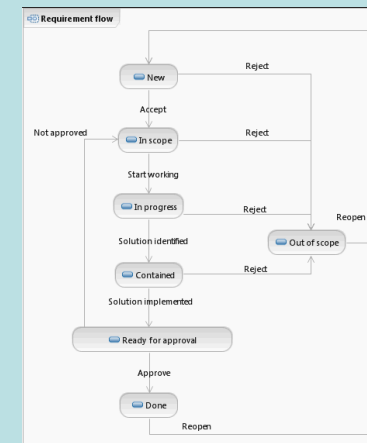 Requirement flow
New
Reject
Accept
Not approved
In scope
Reject
Start working
In progress
Reject
Reopen
Solution identified
Out of scope
Contained
Reject
Solution implemented
Ready for approval
Approve
Done
Reopen